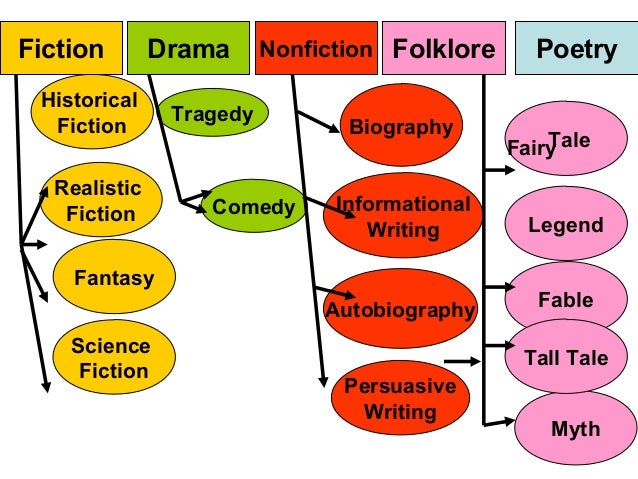 Fiction
Drama
Nonfiction
Folklore
Poetry
Historical
Fiction
Realistic
Fiction
Fantasy
Science
Fiction
Tragedy
Comedy
Biography
Informational
Writing
Autobiography
Persuasive
Writing
Fairy Tale
Legend
Fable
Tall Tale
Myth